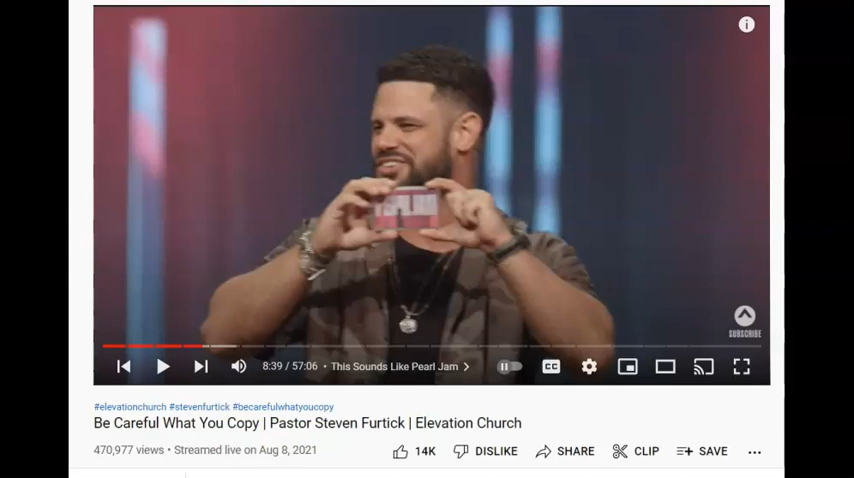 SUBSCRIBE
8:39 / 57:06 • This Sounds Like Pearl Jam >
CC
#elevationchurch #stevenfurtick #becarefulwhatyoucopy
Be Careful What You Copy | Pastor Steven Furtick | Elevation Church
470,977 views • Streamed live on Aug 8, 2021
14K DISLIKE SHARE CLIP SAVE ...